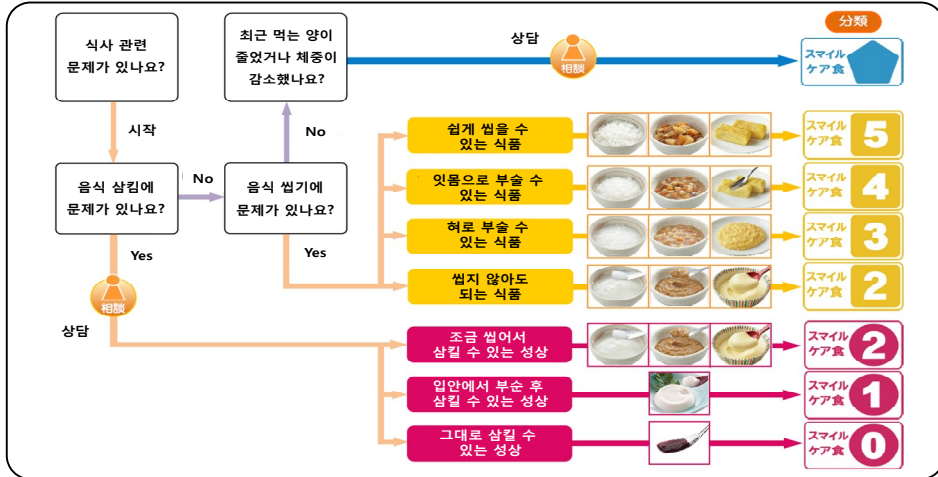 식사 관련
문제가 있나요?
최근 먹는 양이
줄었거나 체중이
감소했나요?
상담
相談
分類
スマイル
ケア食
시작
No
음식 삼킴에
문제가 있나요?
No
음식 씹기에
문제가 있나요?
Yes
Yes
相談
상담
쉽게 씹을 수
있는 식품
スマイル
ケア食
5
잇몸으로 부술 수
있는 식품
スマイル
ケア食
4
혀로 부술 수
있는 식품
スマイル
ケア食
3
씹지 않아도
되는 식품
スマイル
ケア食
2
조금 씹어서
삼킬 수 있는 성상
スマイル
ケア食
2
입안에서 부순 후
삼킬 수 있는 성상
スマイル
ケア食
1
그대로 삼킬 수
있는 성상
スマイル
ケア食
0